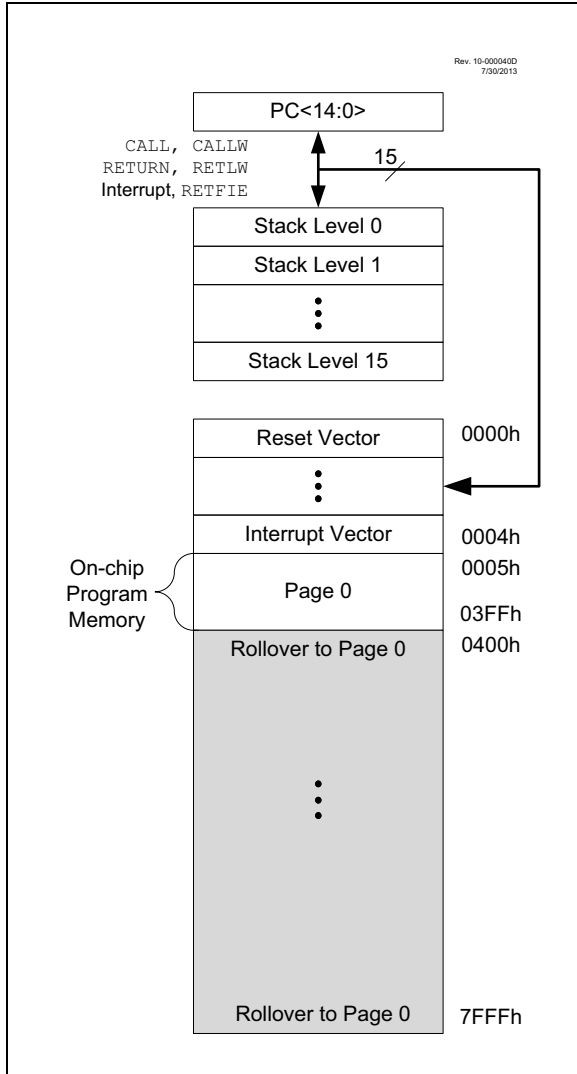 Rev. 10-000040D
7/30/2013
PC<14:0>
CALL, CALLW
RETURN, RETLW
Interrupt, RETFIE
15
Stack Level 0
Stack Level 1
Stack Level 15
Reset Vector
0000h
Interrupt Vector
0004h
On-chip
Program
Memory
Page 0
0005h
03FFh
Rollover to Page 0
0400h
Rollover to Page 0
7FFFh